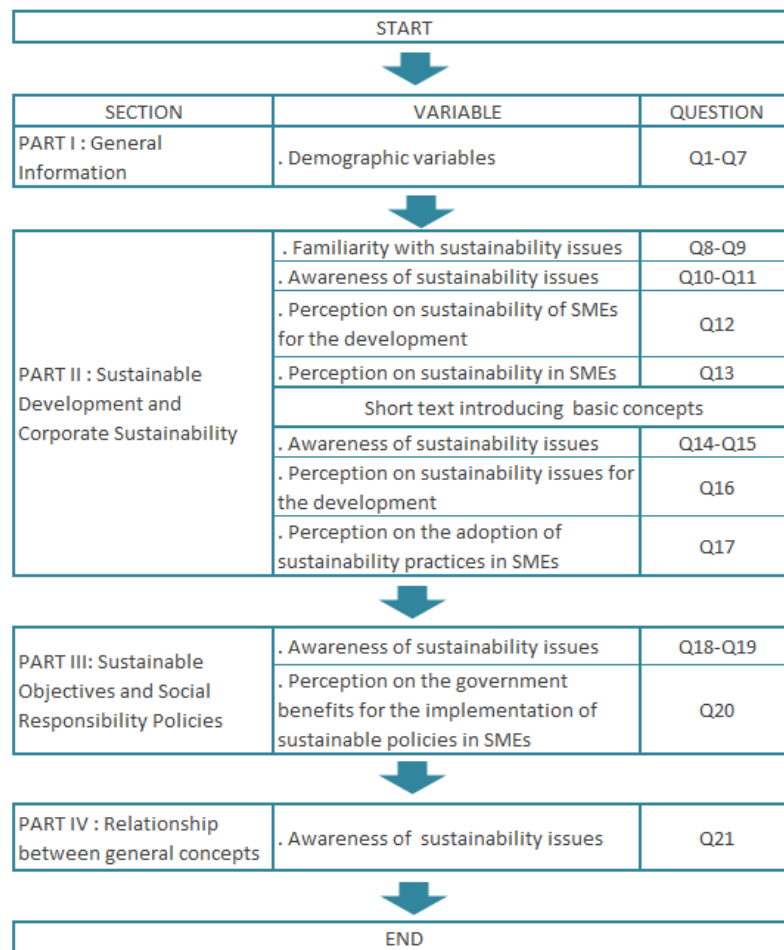 START
SECTION VARIABLE QUESTION
PART I : General
Information
. Demographic variables
Q1-Q7
PART II : Sustainable
Development and
Corporate Sustainability
. Familiarity with sustainability issues Q8-Q9
. Awareness of sustainability issues Q10-Q11
. Perception on sustainability of SMEs
for the development
Q12
. Perception on sustainability in SMEs Q13
Short text introducing basic concepts
. Awareness of sustainability issues Q14-Q15
. Perception on sustainability issues for
the development
Q16
. Perception on the adoption of
sustainability practices in SMEs
Q17
PART III: Sustainable
Objectives and Social
Responsibility Policies
. Awareness of sustainability issues Q18-Q19
. Perception on the government
benefits for the implementation of
sustainable policies in SMEs
Q20
PART IV : Relationship
between general concepts
. Awareness of sustainability issues Q21
END